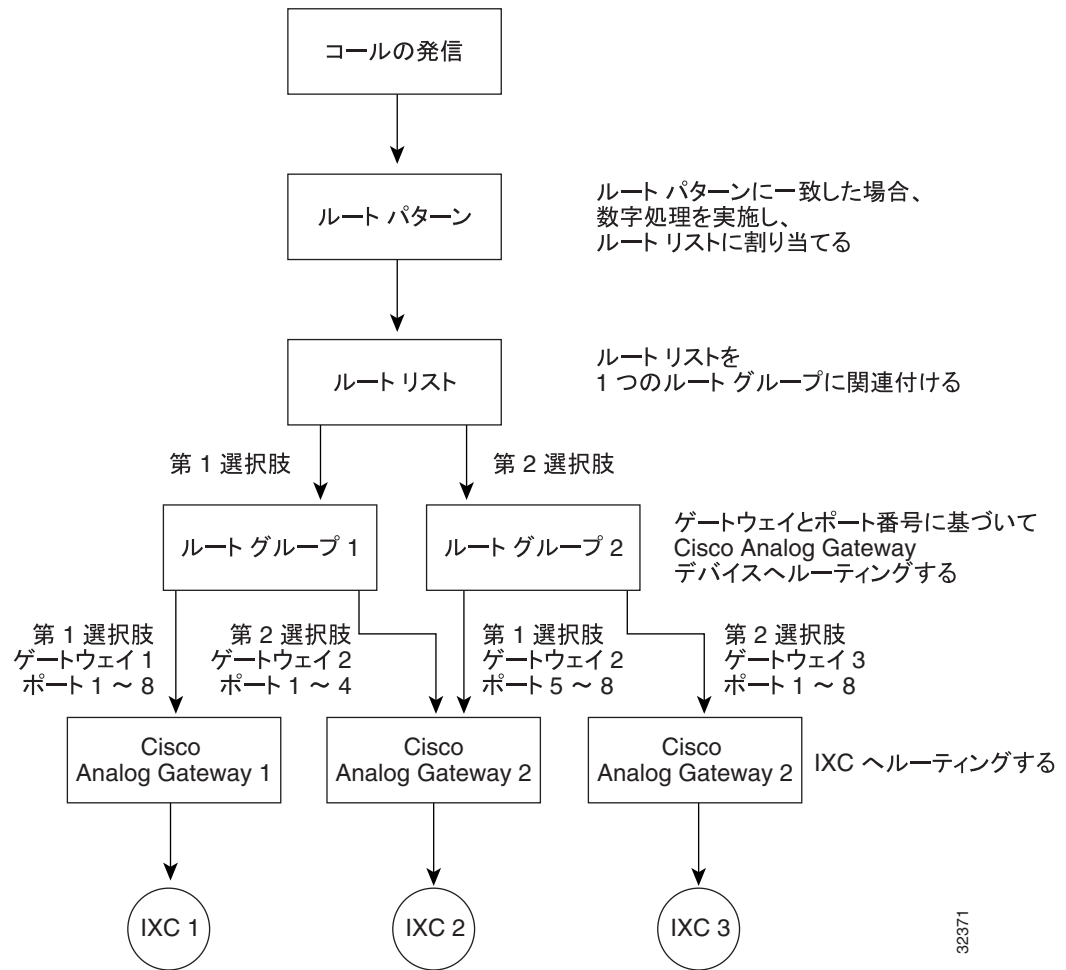 コールの発信
ルート パターン
ルート パターンに一致した場合、
数字処理を実施し、
ルート リストに割り当てる
ルート リスト
ルート リストを
1 つのルート グループに関連付ける
第 1 選択肢
第 2 選択肢
ルート グループ 1
ルート グループ 2
ゲートウェイとポート番号に基づいて
Cisco Analog Gateway
デバイスへルーティングする
第 1 選択肢
ゲートウェイ 1
ポート 1 ～ 8
第 2 選択肢
ゲートウェイ 2
ポート 1 ～ 4
第 1 選択肢
ゲートウェイ 2
ポート 5 ～ 8
第 2 選択肢
ゲートウェイ 3
ポート 1 ～ 8
Cisco
Analog Gateway 1
Cisco
Analog Gateway 2
Cisco
Analog Gateway 2
IXC へルーティングする
IXC 1
IXC 2
IXC 3
32371